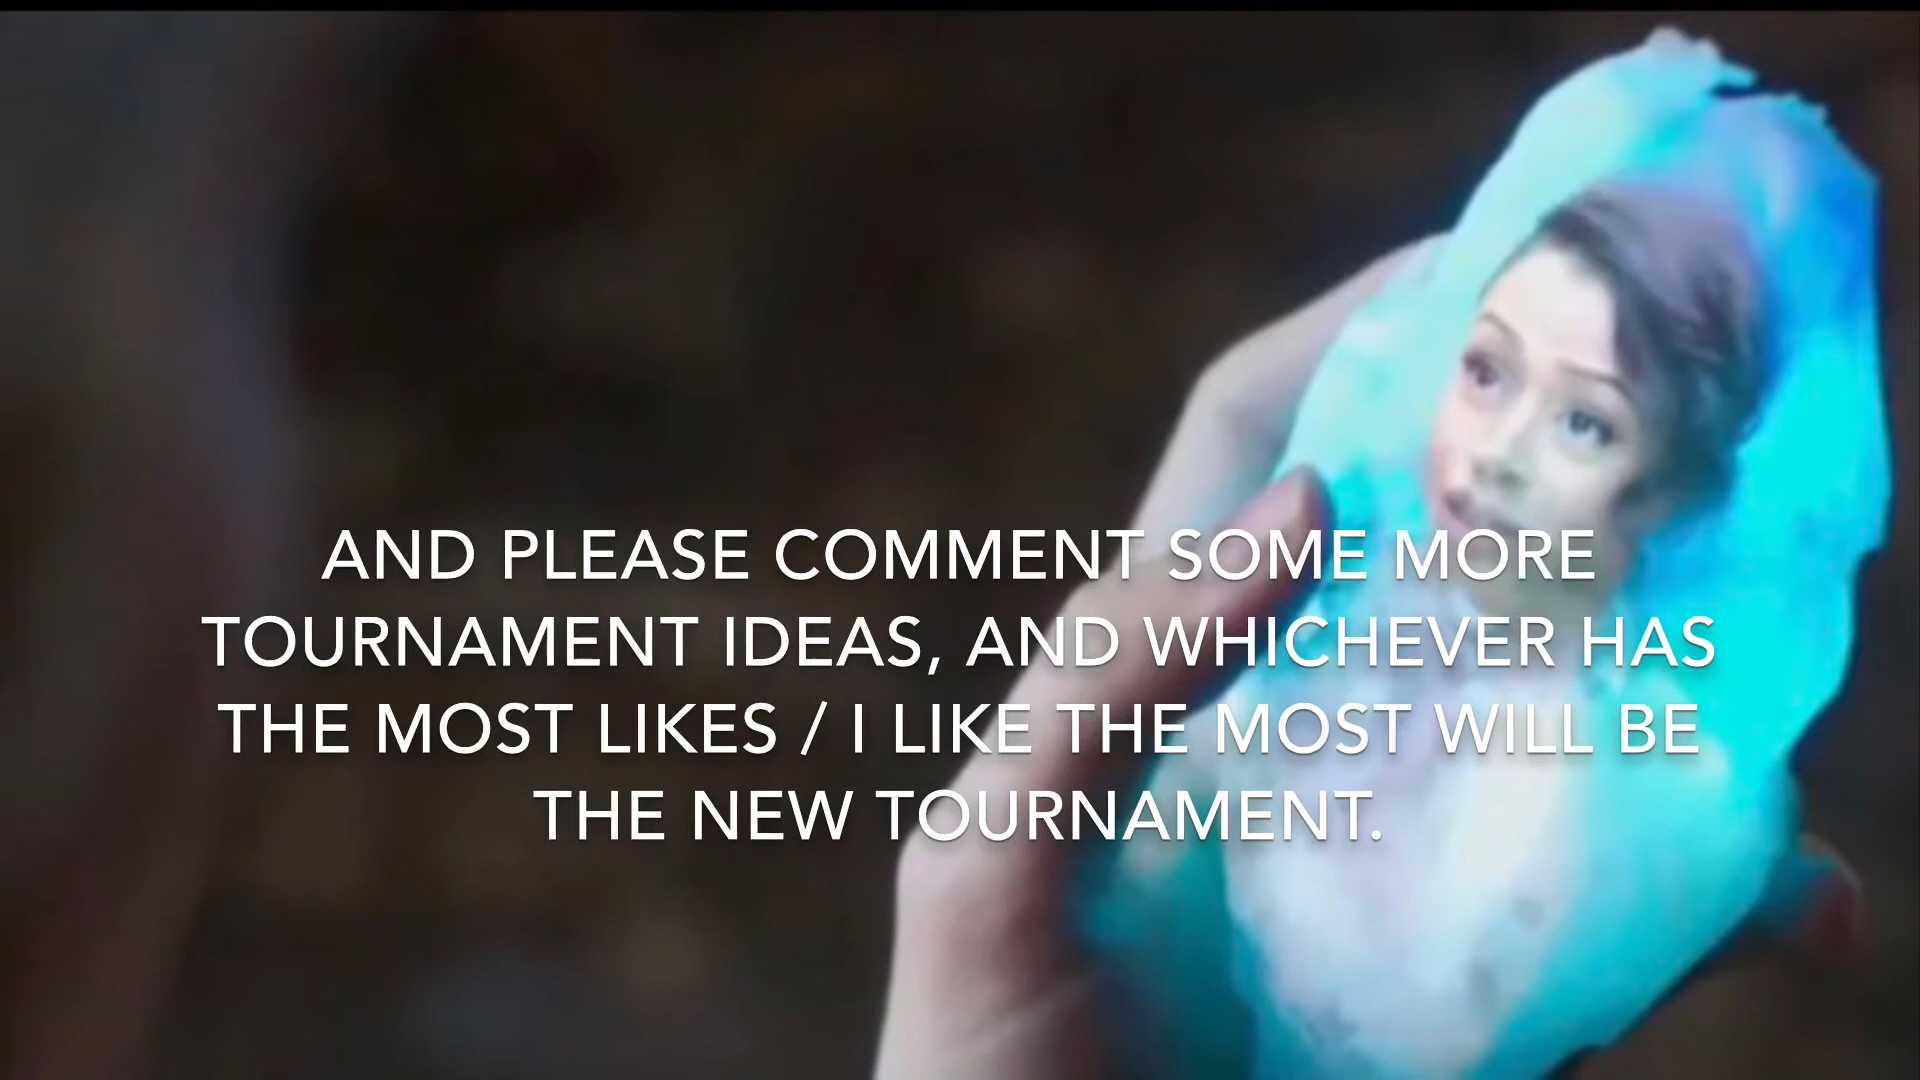 AND PLEASE COMMENT SOME MORE
TOURNAMENT IDEAS, AND WHICHEVER HAS
THE MOST LIKES / I LIKE THE MOST WILL BE
THE NEW TOURNAMENT.